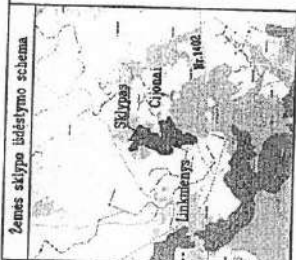 Žemės sklypo išdėstymo schema
Sklypas
Cijonai
Linkmenys
Nr.1402